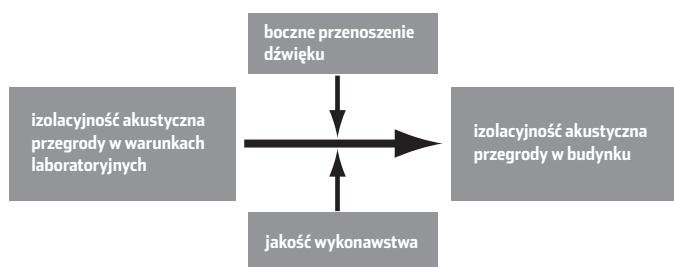 boczne przenoszenie
dźwięku
izolacyjność akustyczna
przegrody w warunkach
laboratoryjnych
izolacyjność akustyczna
przegrody w budynku
jakość wykonawstwa